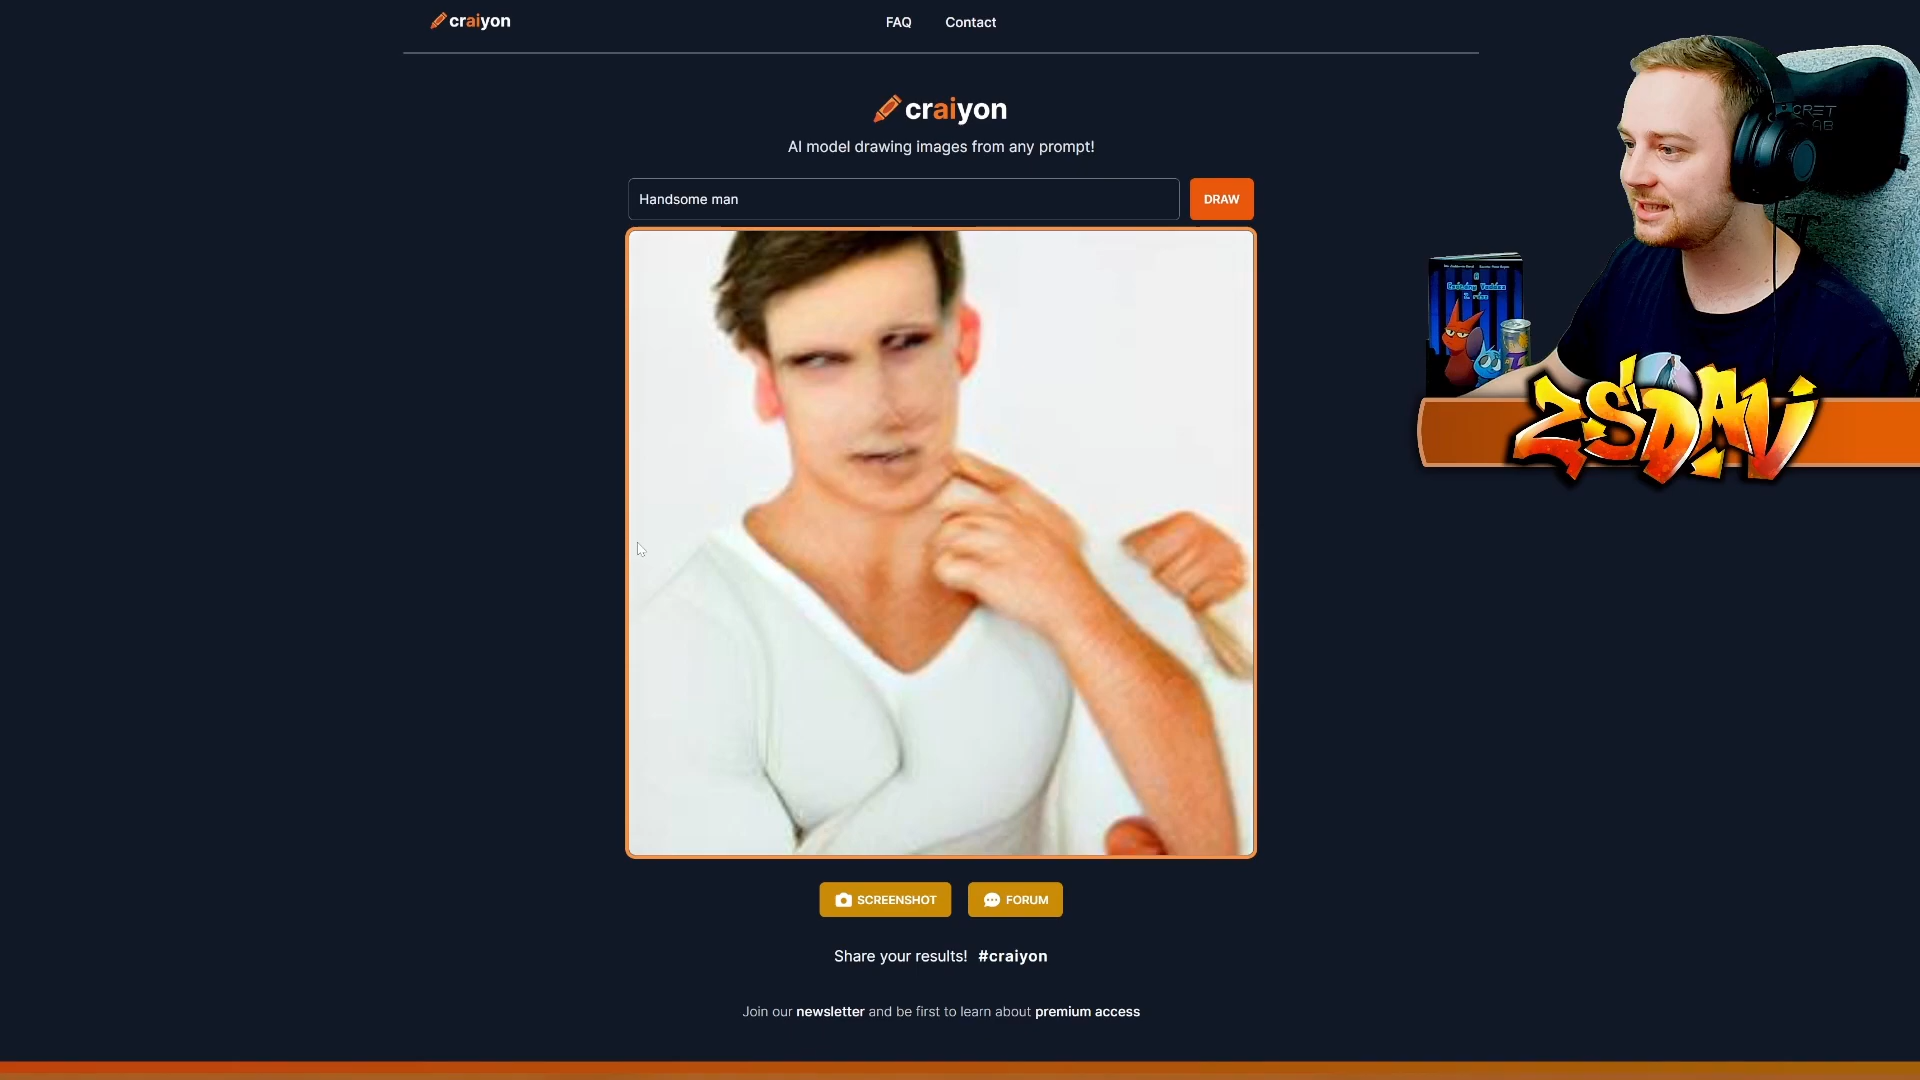 craiyon
FAQ
Contact
craiyon
AI model drawing images from any prompt!
Handsome man
DRAW
SCREENSHOT
FORUM
Share your results! #craiyon
Join our newsletter and be first to learn about premium access
ZSDAV